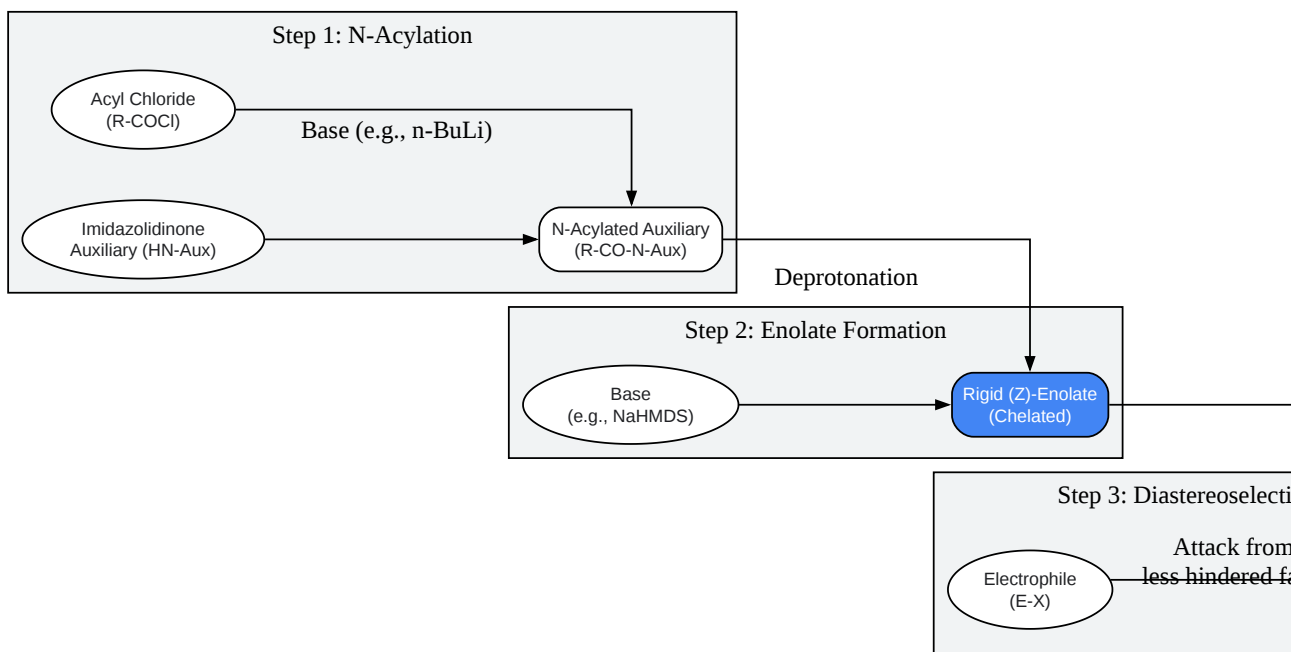 Step 1: N-Acylation
Acyl Chloride
(R-COCl)
Base (e.g., n-BuLi)
Imidazolidinone
Auxiliary (HN-Aux)
N-Acylated Auxiliary
(R-CO-N-Aux)
Deprotonation
Step 2: Enolate Formation
Base
(e.g., NaHMDS)
Rigid (Z)-Enolate
(Chelated)
Step 3: Diastereoselecti
Attack from
less hindered fa
Electrophile
(E-X)